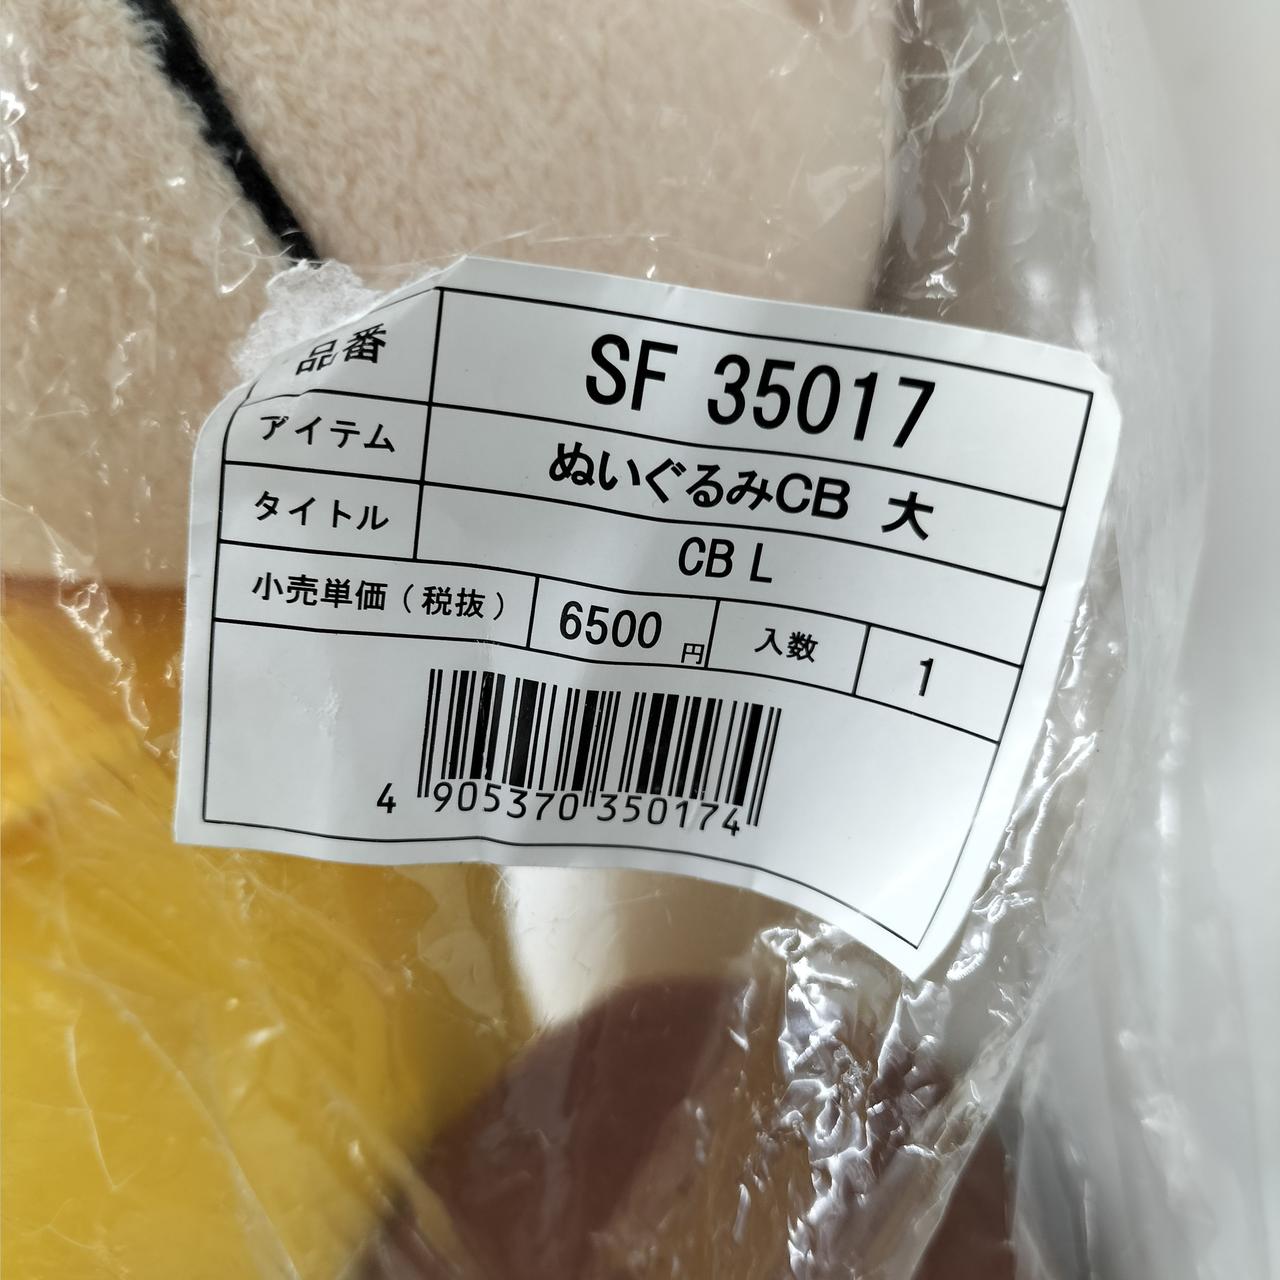 品番 SF 35017
アイテム ぬいぐるみCB 大
タイトル CB L
小売単価(税抜) 6500円 入数 1
4 905370 350174